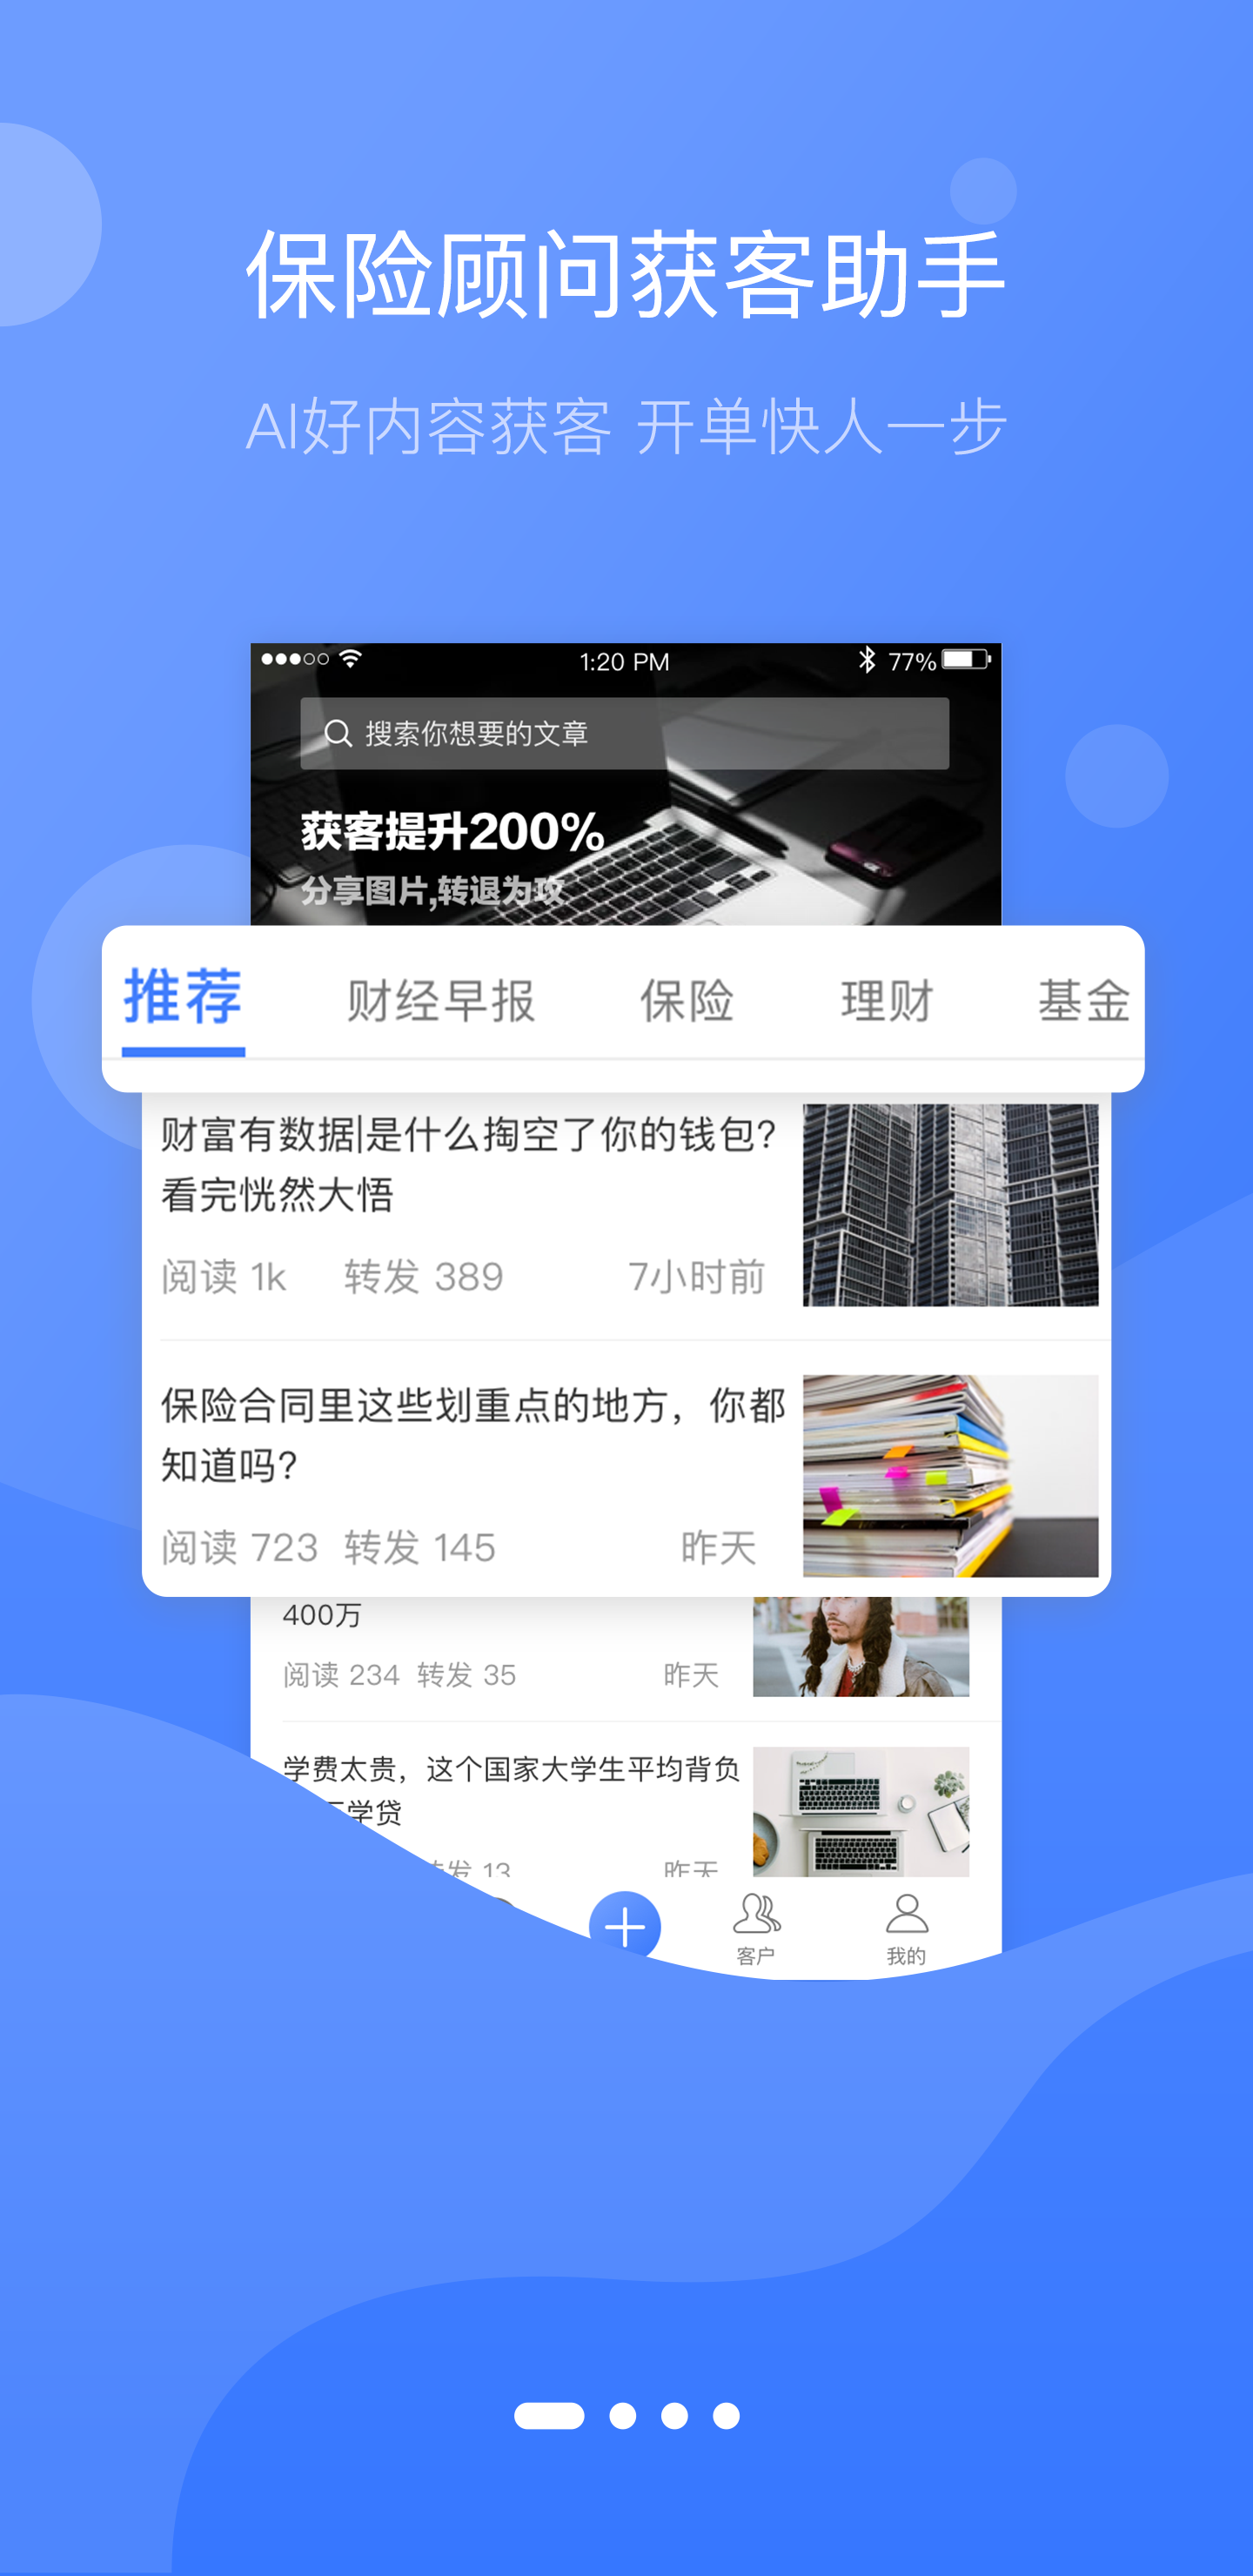 保险顾问获客助手
AI好内容获客 开单快人一步
1:20 PM
77%
搜索你想要的文章
获客提升200%
分享图片,转退为攻
推荐 财经早报 保险 理财 基金
财富有数据|是什么掏空了你的钱包?
看完恍然大悟
阅读 1k 转发 389 7小时前
保险合同里这些划重点的地方，你都
知道吗?
阅读 723 转发 145 昨天
400万
阅读 234 转发 35 昨天
学费太贵，这个国家大学生平均背负
学贷
转发 13 昨天
客户 我的